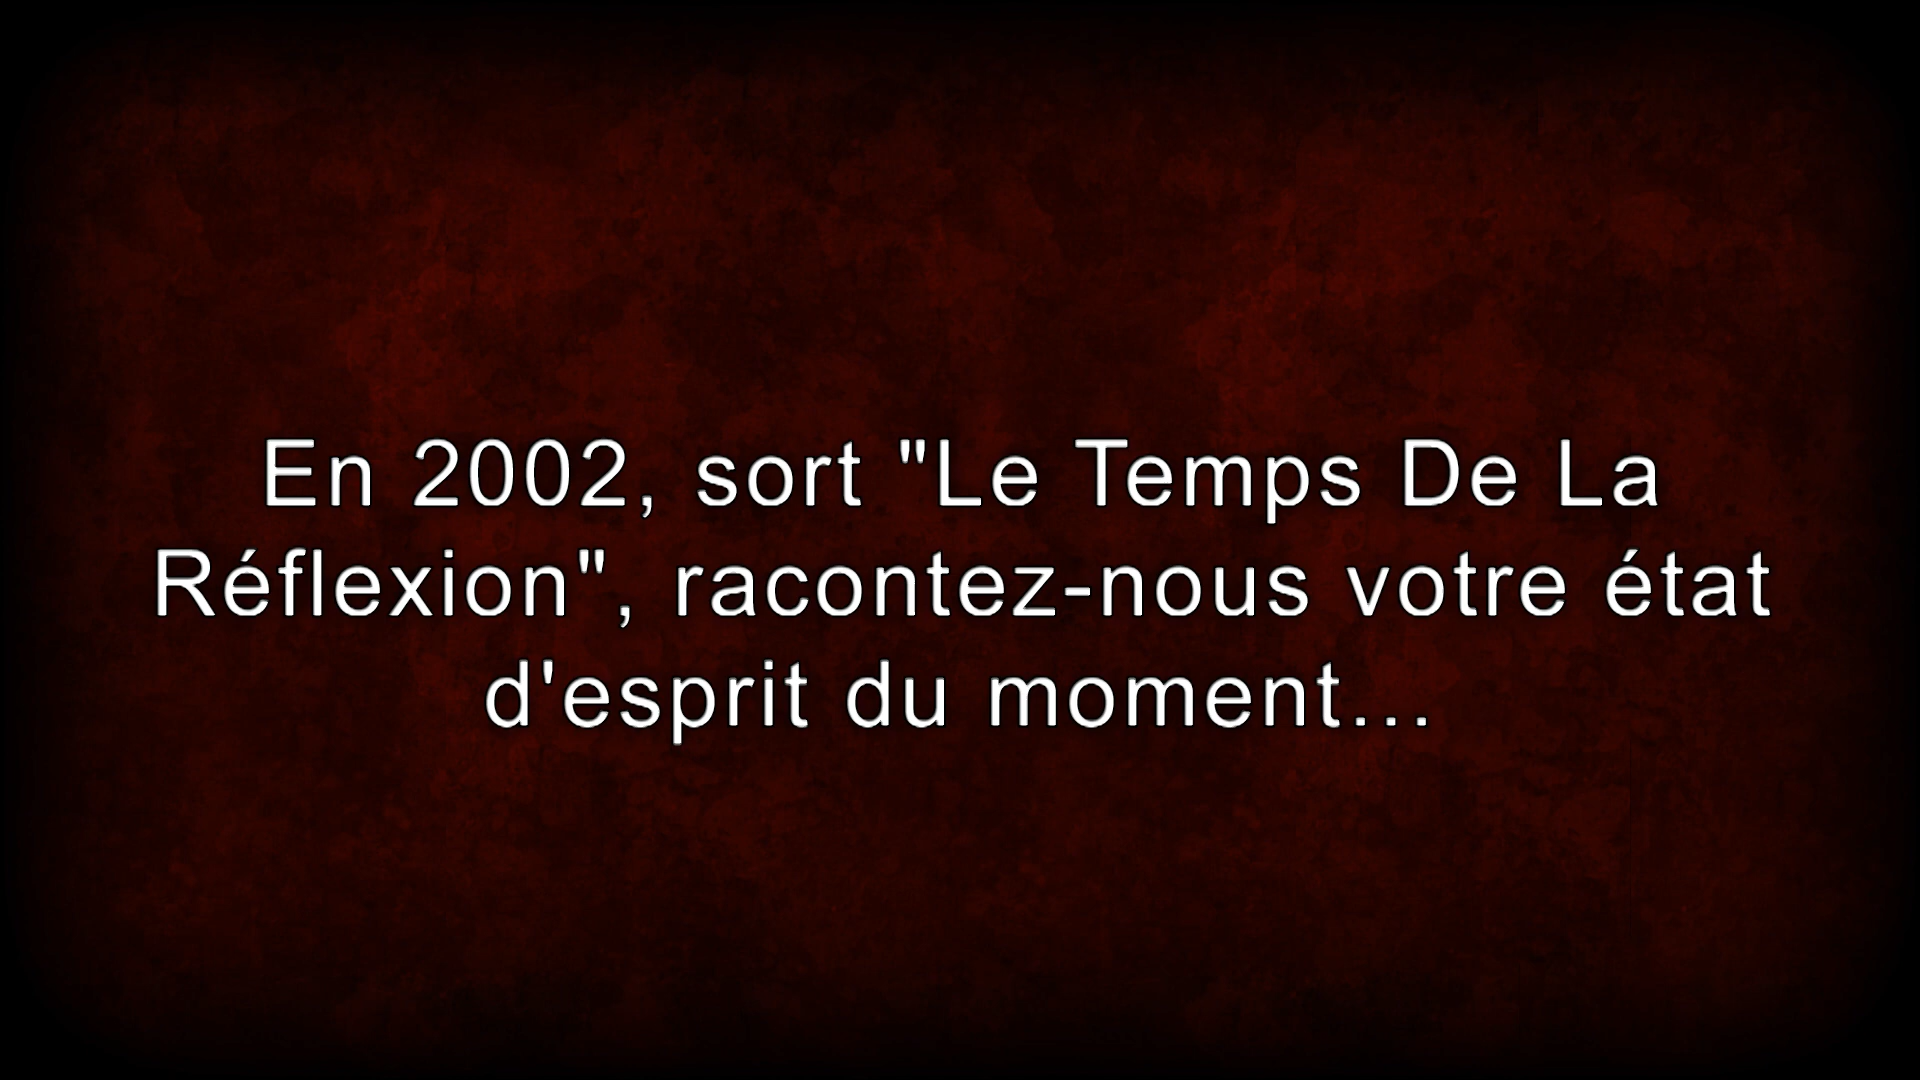 En 2002, sort "Le Temps De La
Réflexion", racontez-nous votre état
d'esprit du moment...